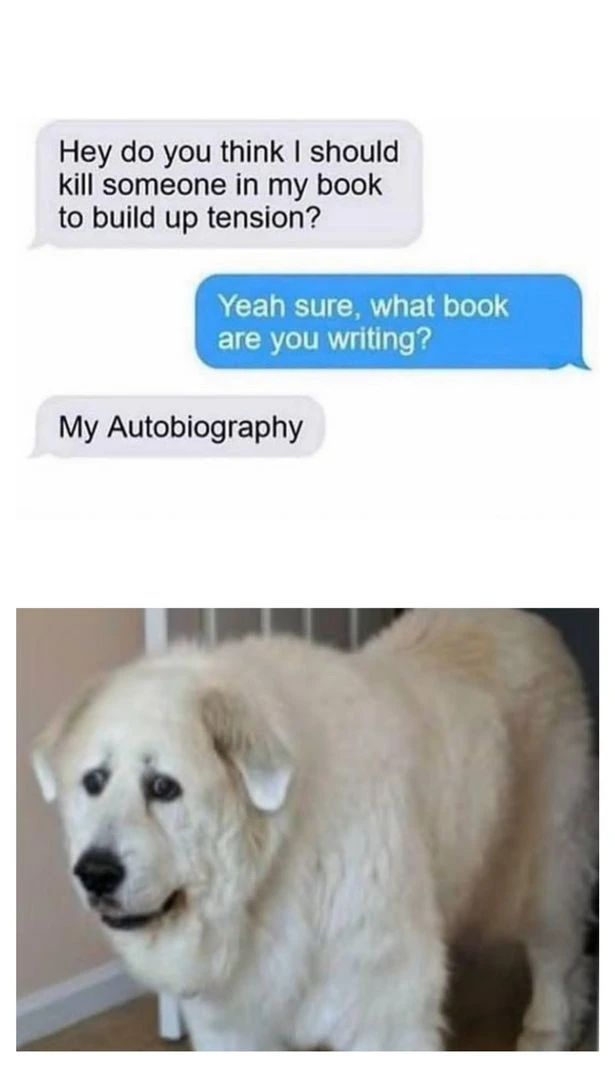 Hey do you think I should
kill someone in my book
to build up tension?
Yeah sure, what book
are you writing?
My Autobiography